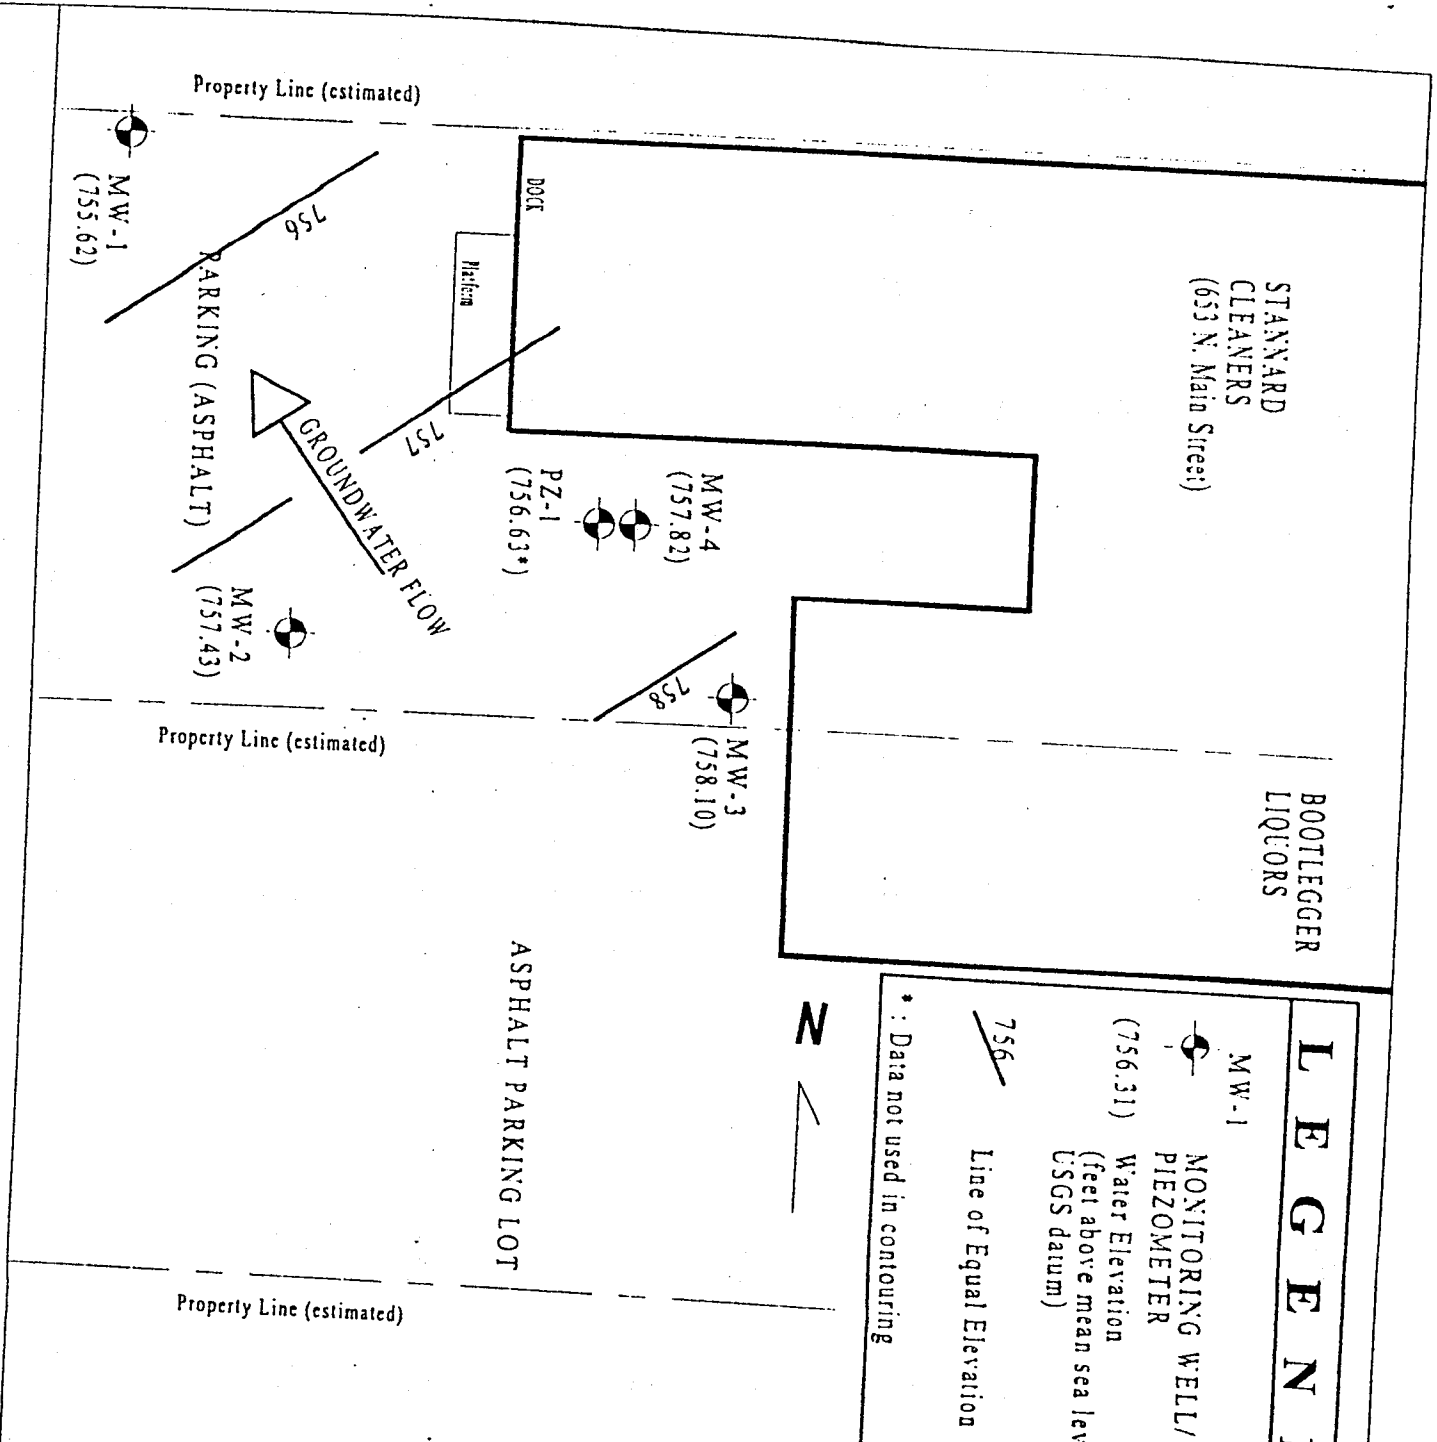 Property Line (estimated)
MW-1
(755.62)
756
PARKING (ASPHALT)
DOCK
Platform
757
GROUNDWATER FLOW
STANNARD
CLEANERS
(653 N. Main Street)
MW-4
(757.82)
PZ-1
(756.63*)
MW-2
(757.43)
758
MW-3
(758.10)
Property Line (estimated)
BOOTLEGGER
LIQUORS
ASPHALT PARKING LOT
N
Property Line (estimated)
LEGEN
MW-1
MONITORING WELL/
PIEZOMETER
(756.31) Water Elevation
(feet above mean sea lev
USGS datum)
756
Line of Equal Elevation
* : Data not used in contouring